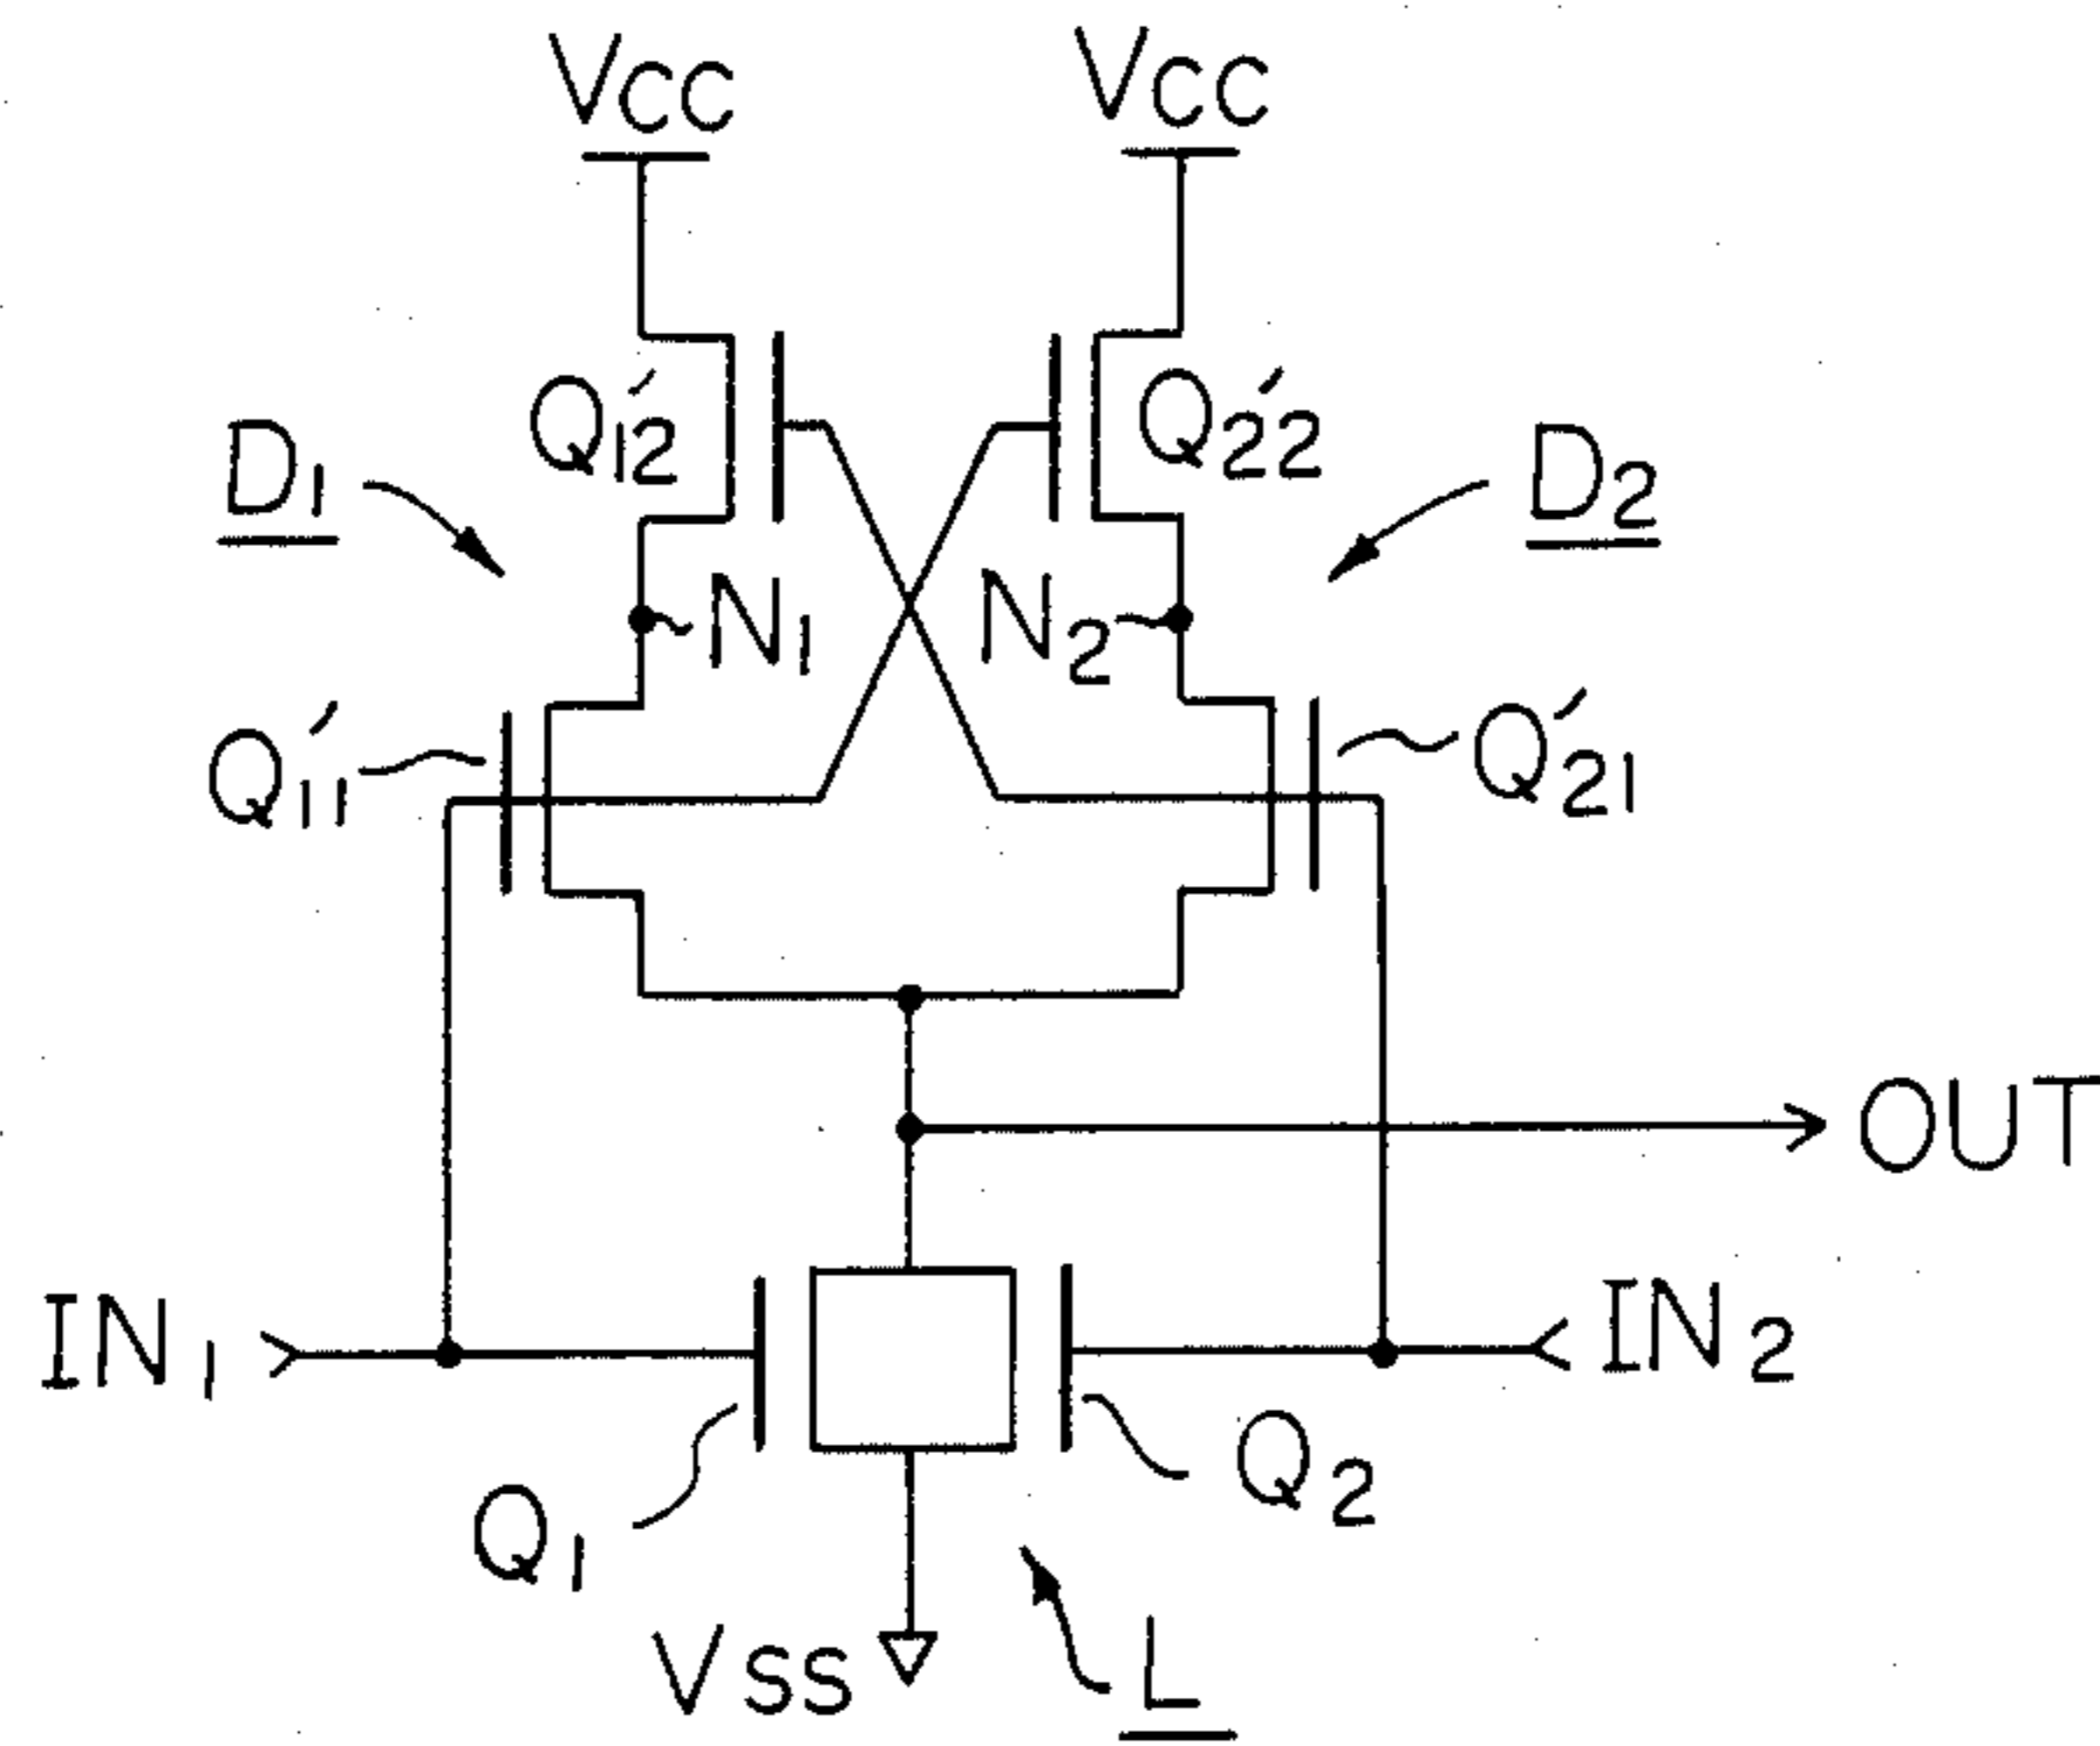 Vcc Vcc
Q'12 Q'22
D1 D2
N1 N2
Q'11 Q'21
OUT
IN1 IN2
Q1 Q2
Vss L